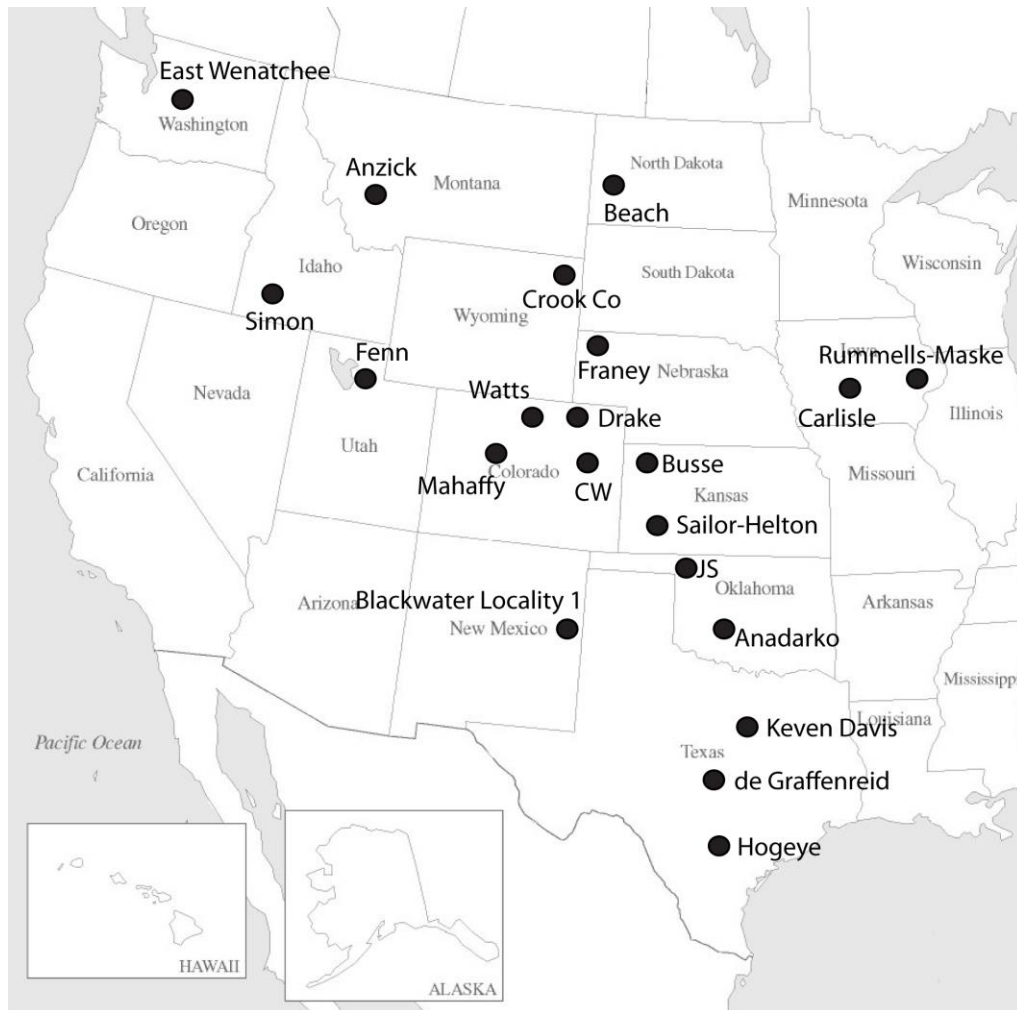 East Wenatchee
Washington
Anzick
Montana
North Dakota
Beach
Minnesota
Oregon
Idaho
Simon
Wyoming
Crook Co
South Dakota
Wisconsin
Fenn
Nevada
Franey
Nebraska
Iowa
Rummells-Maske
Carlisle
Illinois
Watts
Drake
Utah
California
Mahaffy
Colorado
CW
Busse
Kansas
Missouri
Sailor-Helton
JS
Oklahoma
Arizona
Blackwater Locality 1
New Mexico
Anadarko
Arkansas
Mississippi
Keven Davis
Louisiana
Pacific Ocean
Texas
de Graffenreid
Hogeye
HAWAII
ALASKA